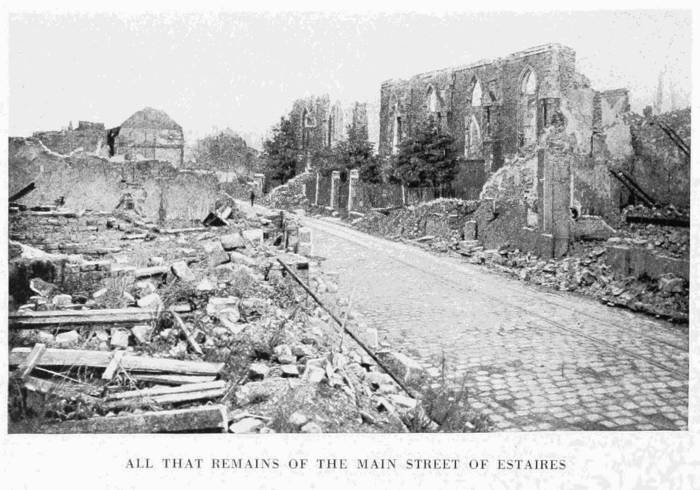 ALL THAT REMAINS OF THE MAIN STREET OF ESTAIRES